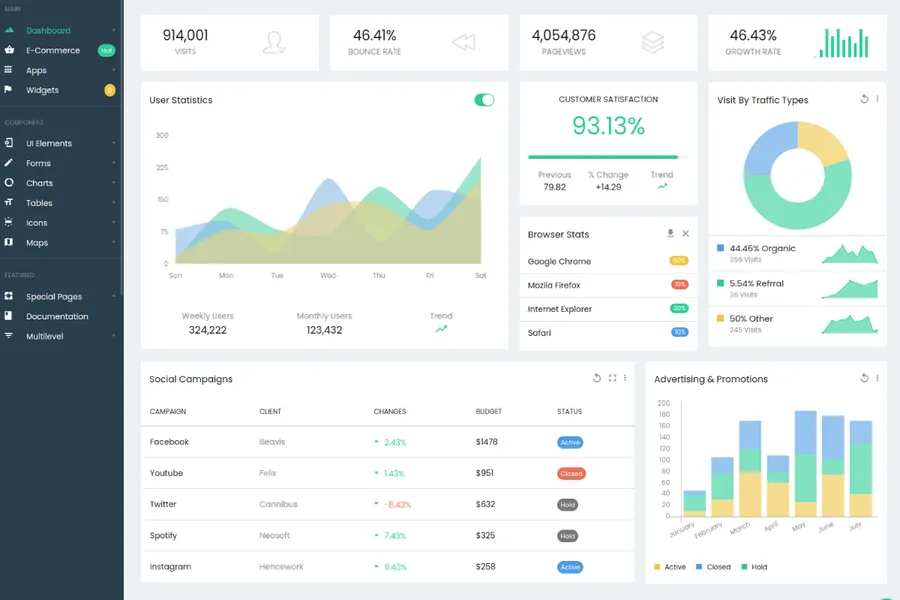 MAIN
Dashboard
E-Commerce Hot
Apps
Widgets
COMPONENT
UI Elements
Forms
Charts
Tables
Icons
Maps
FEATURED
Special Pages
Documentation
Multilevel
914,001
VISITS
46.41%
BOUNCE RATE
4,054,876
PAGEVIEWS
46.43%
GROWTH RATE
User Statistics
300
225
150
75
0
Son Mon Tue Wed Thu Fri Sat
Weekly Users Monthly Users Trend
324,222 123,432
CUSTOMER SATISFACTION
93.13%
Previous % Change Trend
79.82 +14.29
Browser Stats
Google Chrome 50%
Mozila Firefox 10%
Internet Explorer 30%
Safari 10%
Visit By Traffic Types
44.46% Organic
356 Visits
5.54% Refrral
36 Visits
50% Other
245 Visits
Social Campaigns
CAMPAIGN CLIENT CHANGES BUDGET STATUS
Facebook Beavis 2.43% $1478 Active
Youtube Felix 1.43% $951 Closed
Twitter Cannibus -8.43% $632 Hold
Spotify Neosoft 7.43% $325 Hold
Instagram Hencework 9.43% $258 Active
Advertising & Promotions
200
180
160
140
120
100
80
60
40
20
0
January February March April May June July
Active Closed Hold